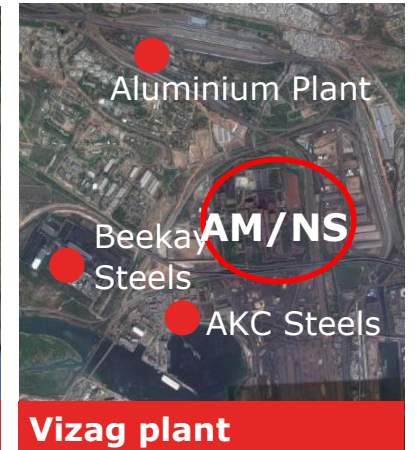 Aluminium Plant
AM/NS
Beekay
Steels
AKC Steels
Vizag plant